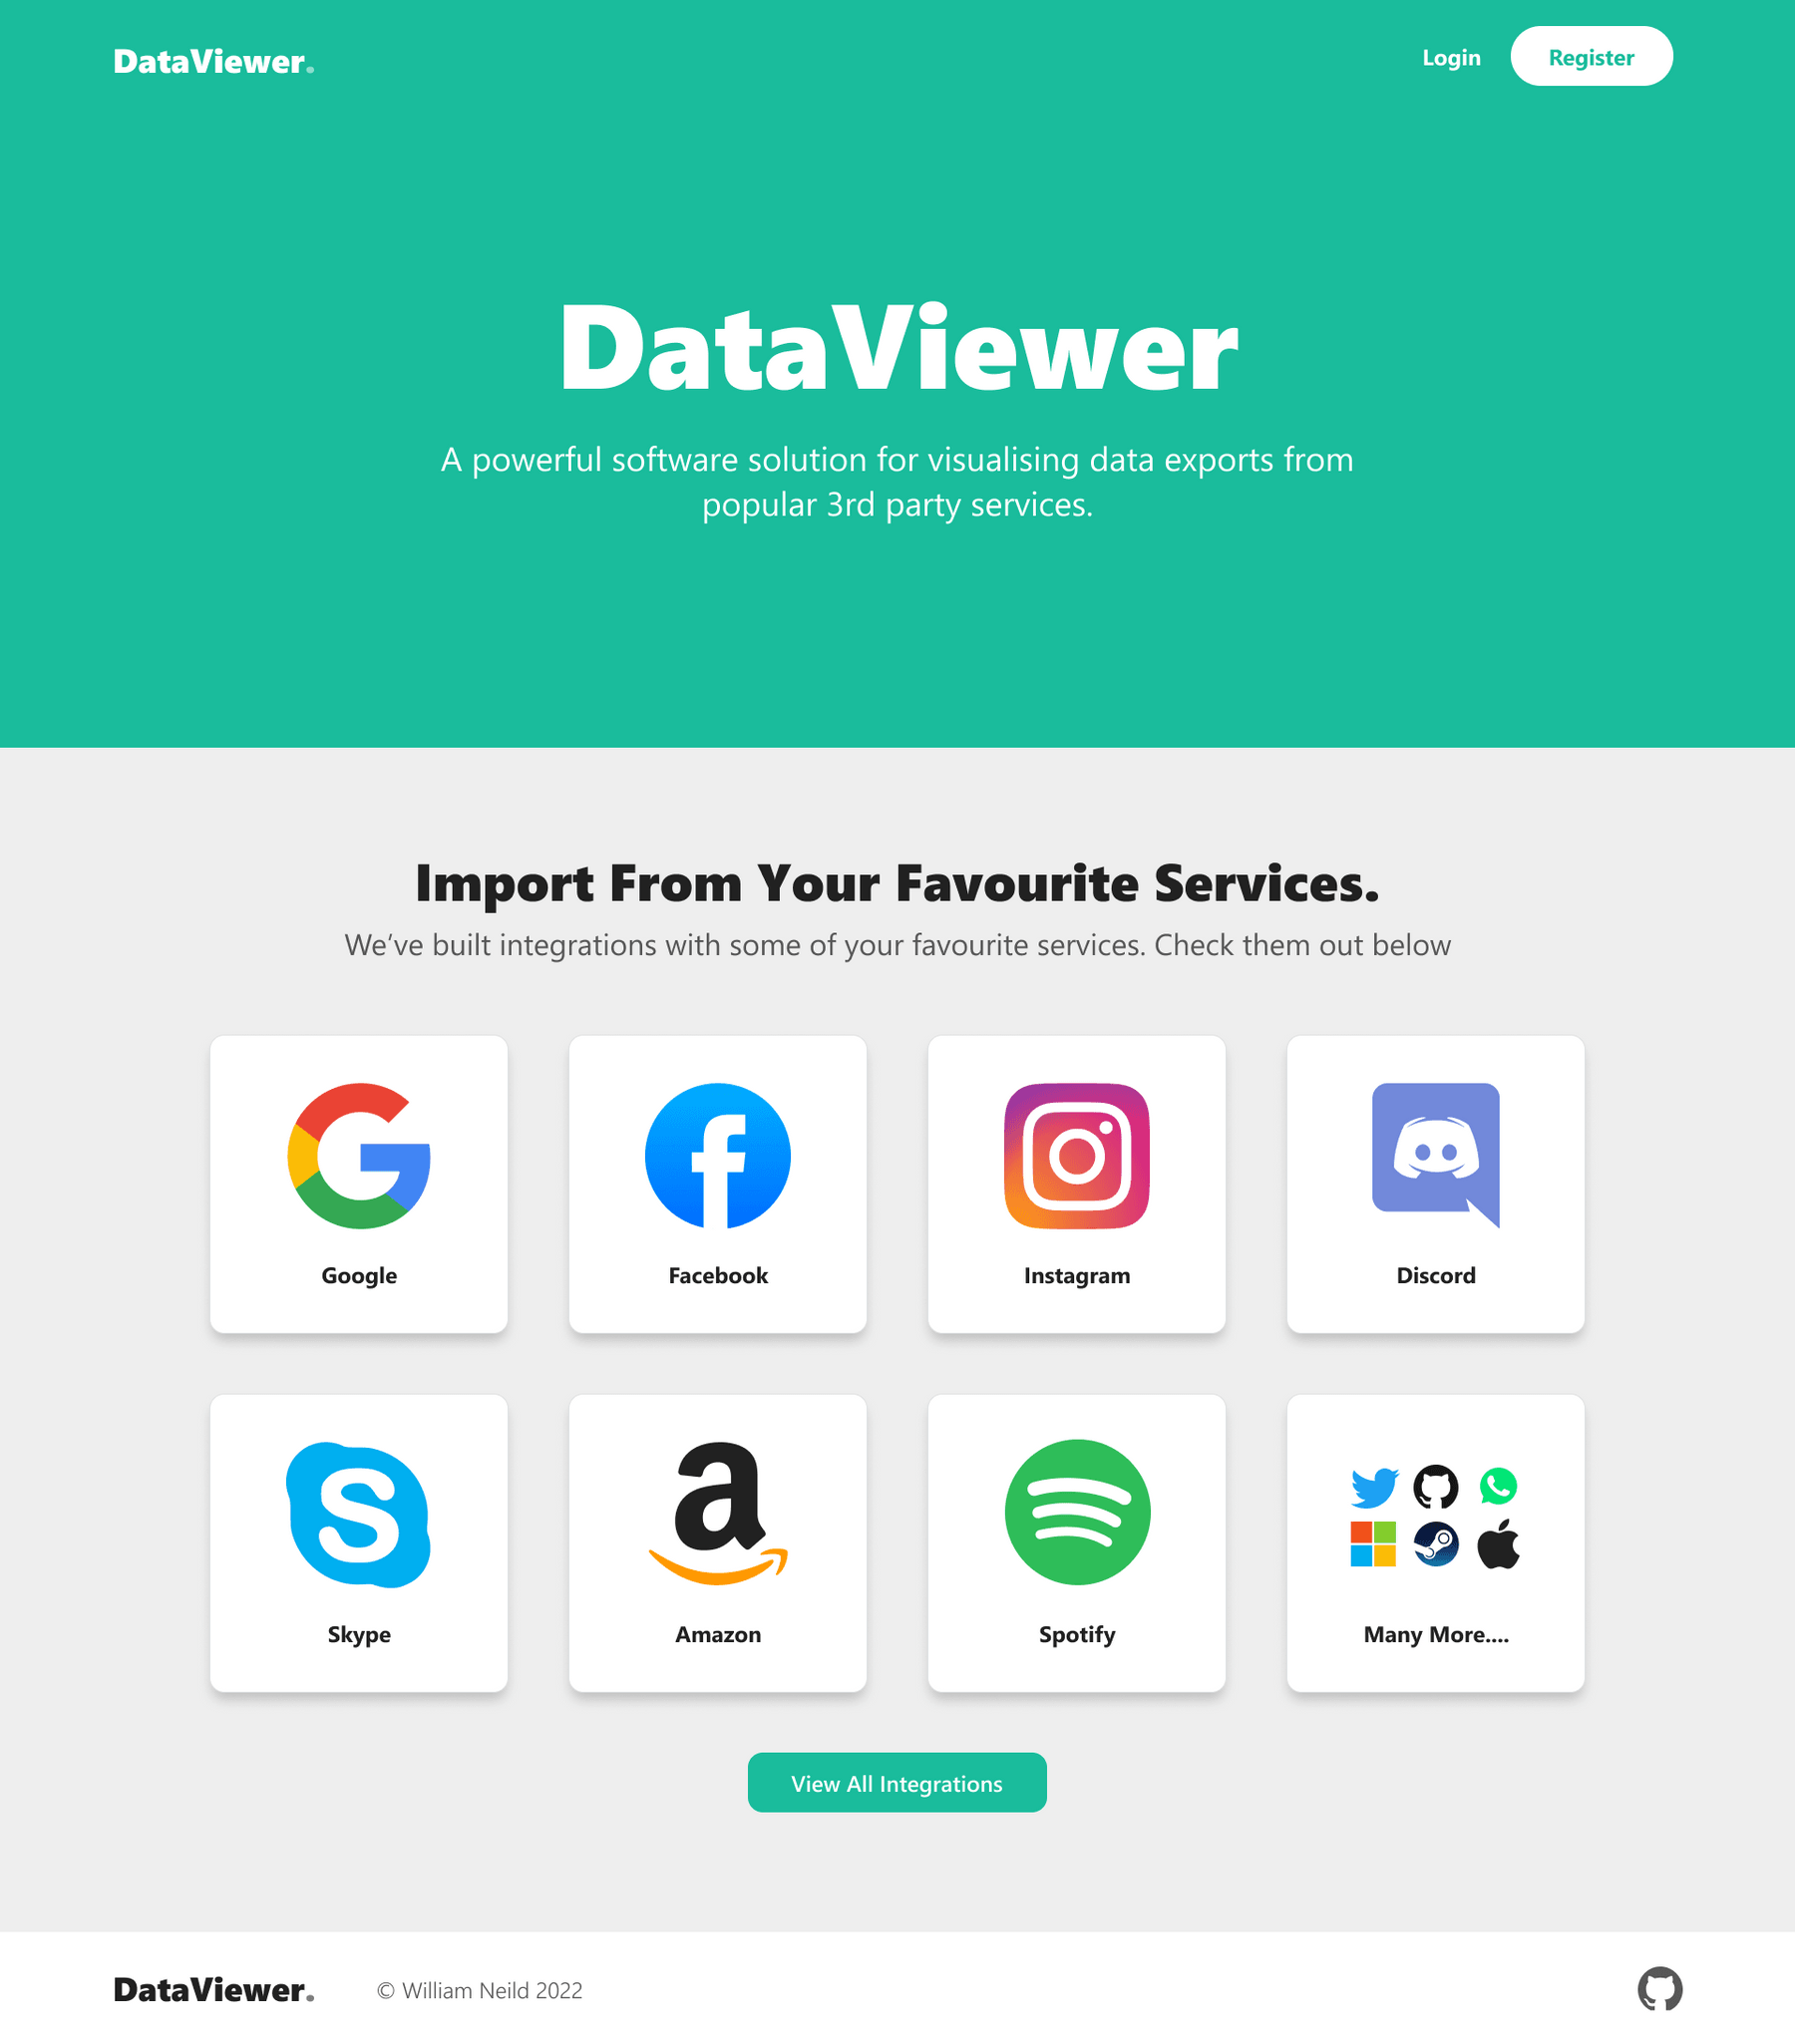 DataViewer.
Login
Register
DataViewer
A powerful software solution for visualising data exports from
popular 3rd party services.
Import From Your Favourite Services.
We’ve built integrations with some of your favourite services. Check them out below
Google
Facebook
Instagram
Discord
Skype
Amazon
Spotify
Many More....
View All Integrations
DataViewer.
© William Neild 2022